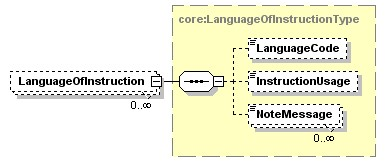 core:LanguageOfInstructionType
LanguageCode
LanguageOfInstruction
InstructionUsage
0..∞
NoteMessage
0..∞